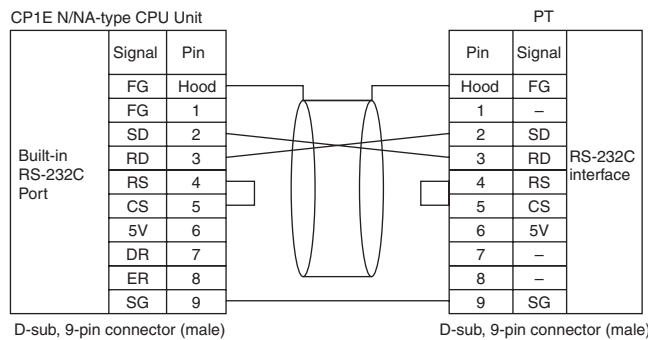 CP1E N/NA-type CPU Unit
PT
Signal Pin
Pin Signal
FG Hood
Hood FG
FG 1
1 –
SD 2
2 SD
Built-in
RS-232C
Port
RD 3
3 RD
RS-232C
interface
RS 4
4 RS
CS 5
5 CS
5V 6
6 5V
DR 7
7 –
ER 8
8 –
SG 9
9 SG
D-sub, 9-pin connector (male)
D-sub, 9-pin connector (male)